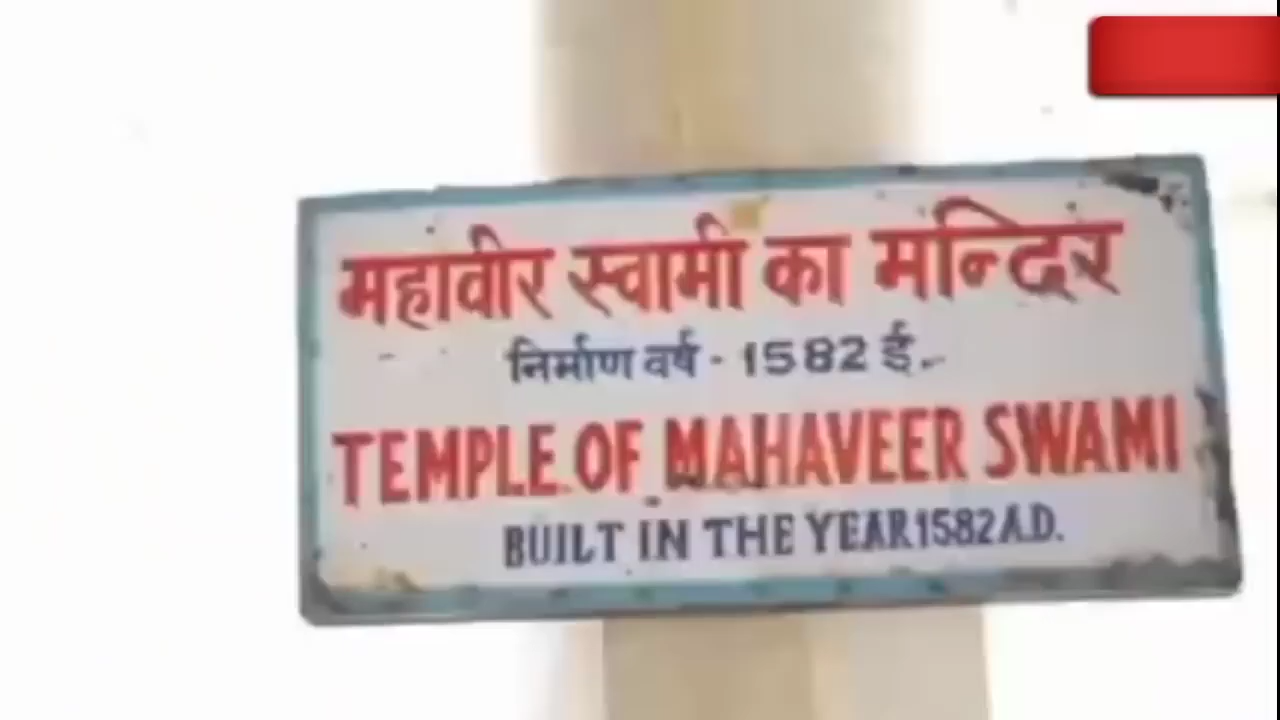 महावीर स्वामी का मन्दिर
निर्माण वर्ष - 1582 ई.
TEMPLE OF MAHAVEER SWAMI
BUILT IN THE YEAR 1582 A.D.